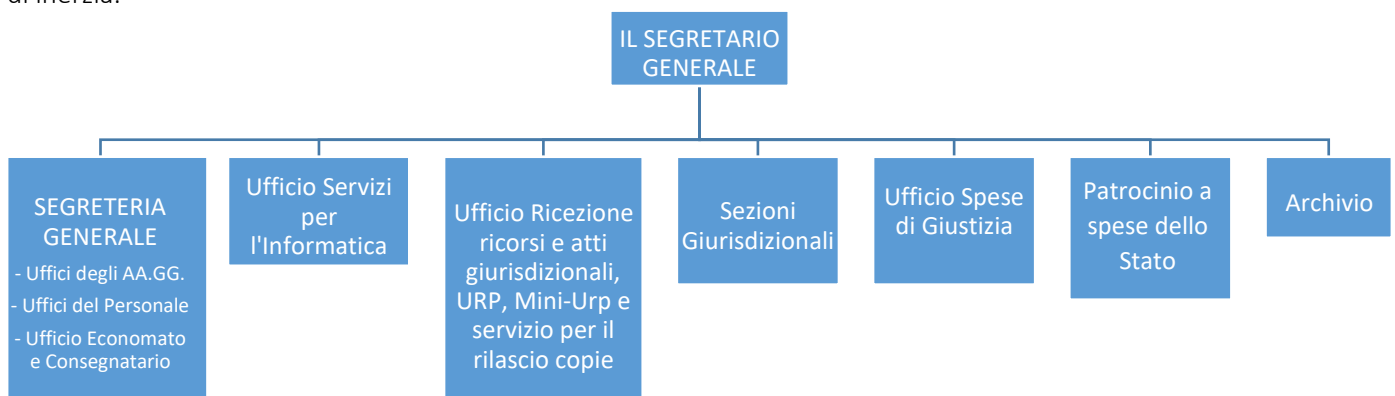 di inerzia.
IL SEGRETARIO
GENERALE
SEGRETERIA
GENERALE
- Uffici degli AA.GG.
- Uffici del Personale
- Ufficio Economato
e Consegnatario
Ufficio Servizi
per
l'Informatica
Ufficio Ricezione
ricorsi e atti
giurisdizionali,
URP, Mini-Urp e
servizio per il
rilascio copie
Sezioni
Giurisdizionali
Ufficio Spese
di Giustizia
Patrocinio a
spese dello
Stato
Archivio